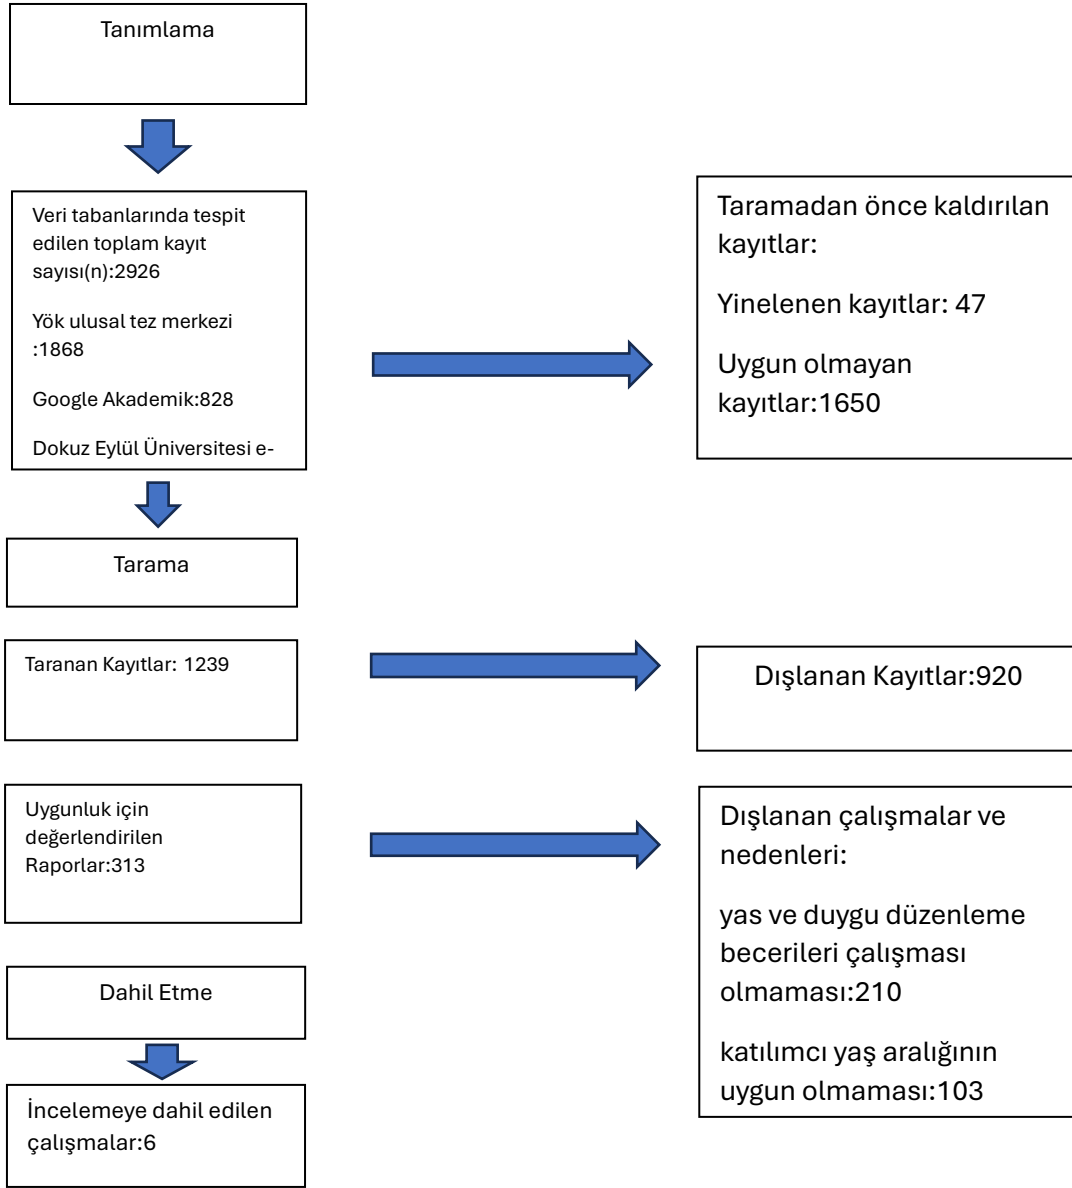 Tanımlama
Veri tabanlarında tespit
edilen toplam kayıt
sayısı(n):2926
Yök ulusal tez merkezi
:1868
Google Akademik:828
Dokuz Eylül Üniversitesi e-
Taramadan önce kaldırılan
kayıtlar:
Yinelenen kayıtlar: 47
Uygun olmayan
kayıtlar:1650
Tarama
Taranan Kayıtlar: 1239
Dışlanan Kayıtlar:920
Uygunluk için
değerlendirilen
Raporlar:313
Dışlanan çalışmalar ve
nedenleri:
yas ve duygu düzenleme
becerileri çalışması
olmaması:210
katılımcı yaş aralığının
uygun olmaması:103
Dahil Etme
İncelemeye dahil edilen
çalışmalar:6